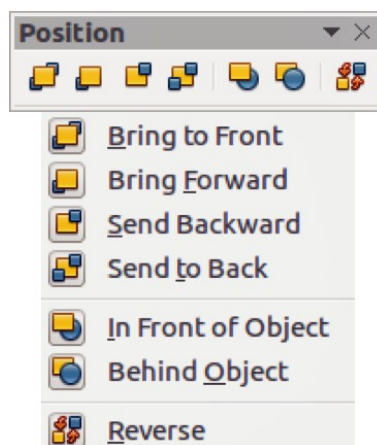 Position
Bring to Front
Bring Forward
Send Backward
Send to Back
In Front of Object
Behind Object
Reverse